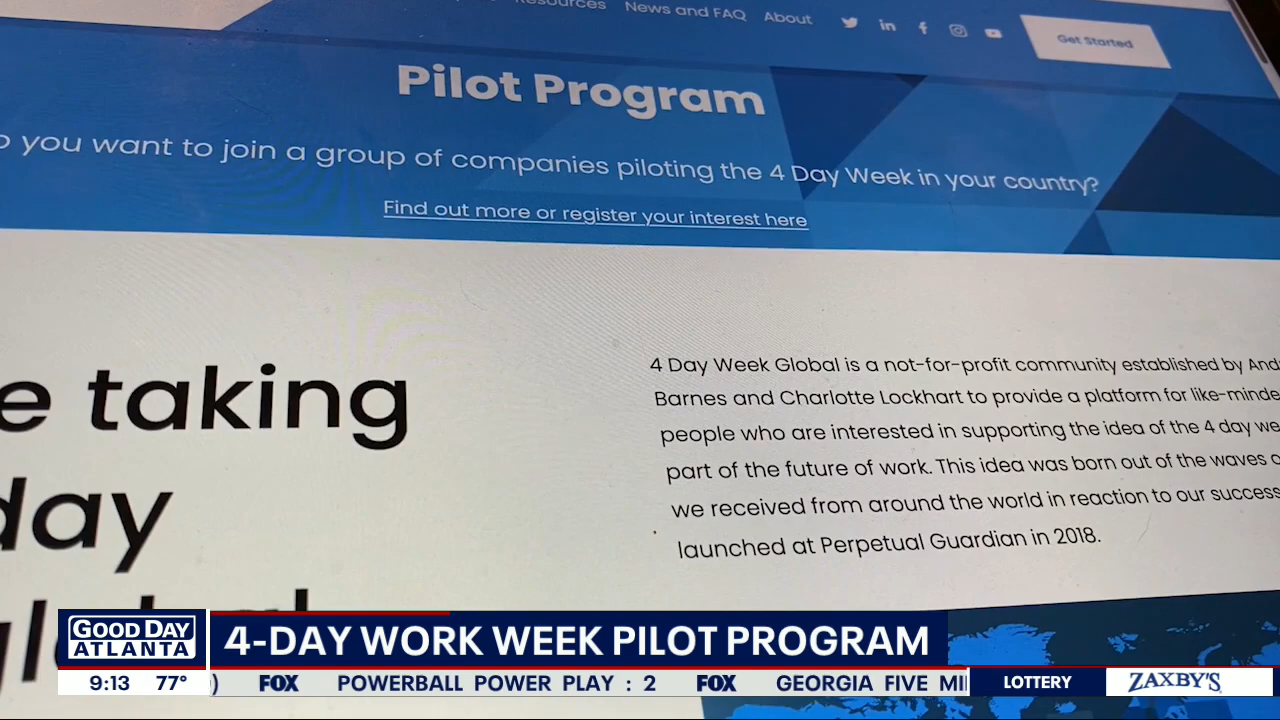 Resources News and FAQ About
Get Started
Pilot Program
you want to join a group of companies piloting the 4 Day Week in your country?
Find out more or register your interest here
e taking
day
4 Day Week Global is a not-for-profit community established by And
Barnes and Charlotte Lockhart to provide a platform for like-minde
people who are interested in supporting the idea of the 4 day we
part of the future of work. This idea was born out of the waves o
we received from around the world in reaction to our success
launched at Perpetual Guardian in 2018.
GOOD DAY
ATLANTA
4-DAY WORK WEEK PILOT PROGRAM
9:13 77° ) FOX POWERBALL POWER PLAY : 2 FOX GEORGIA FIVE MI LOTTERY ZAXBY'S